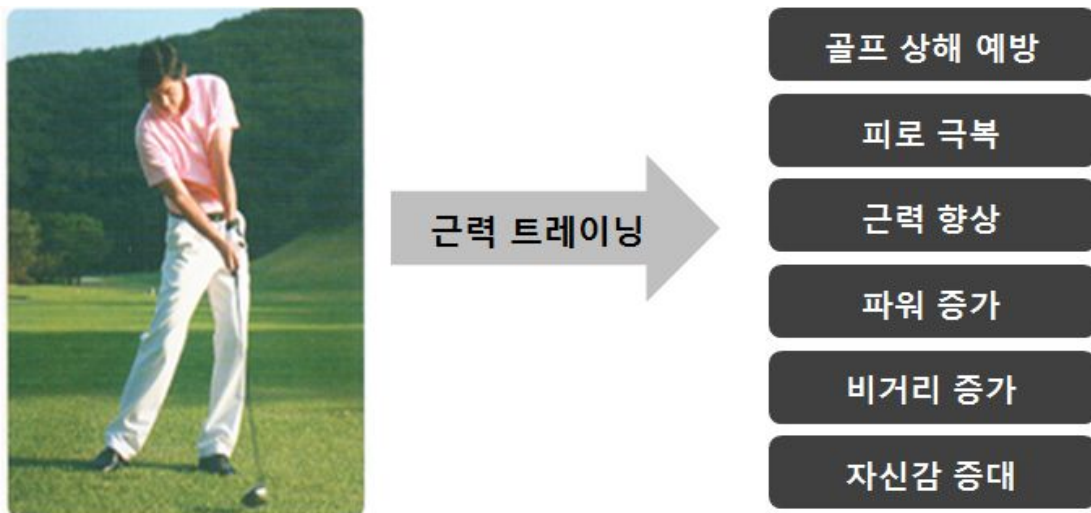 골프 상해 예방
피로 극복
근력 트레이닝
근력 향상
파워 증가
비거리 증가
자신감 증대